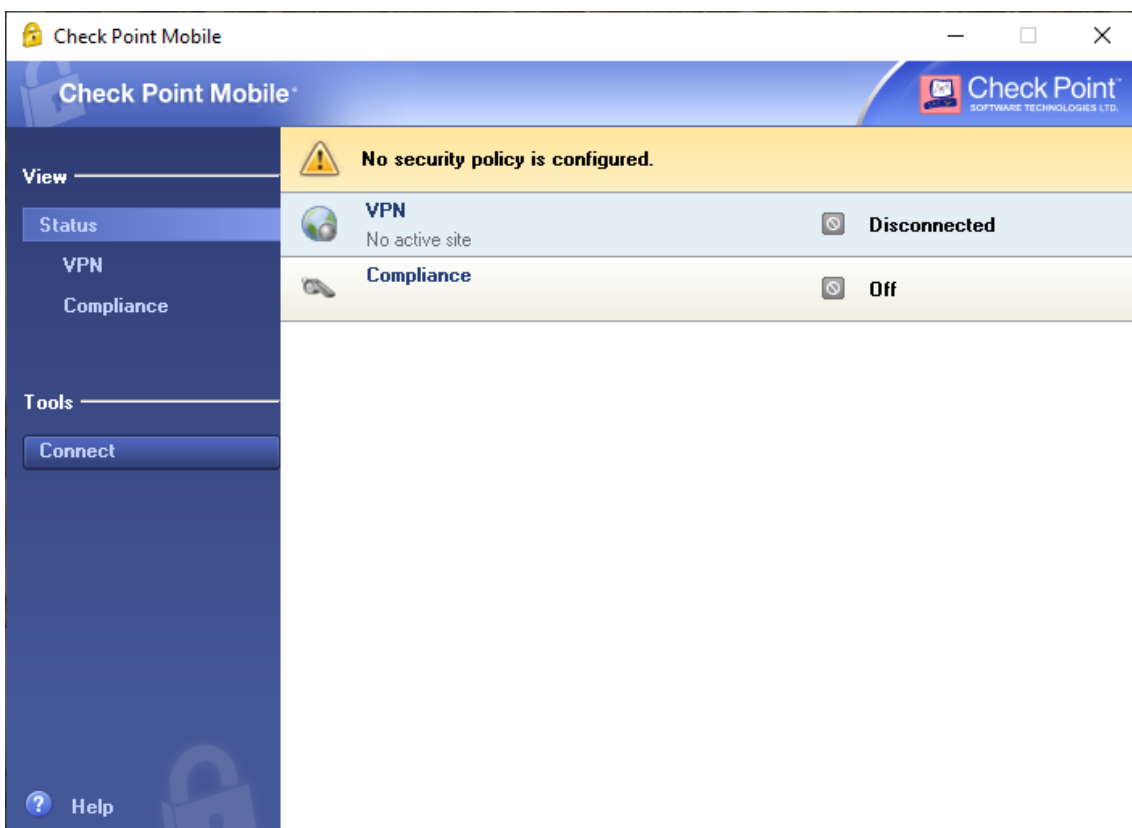 Check Point Mobile
Check Point Mobile
Check Point™
SOFTWARE TECHNOLOGIES LTD.
View
Status
VPN
Compliance
Tools
Connect
Help
No security policy is configured.
VPN
No active site
Disconnected
Compliance
Off